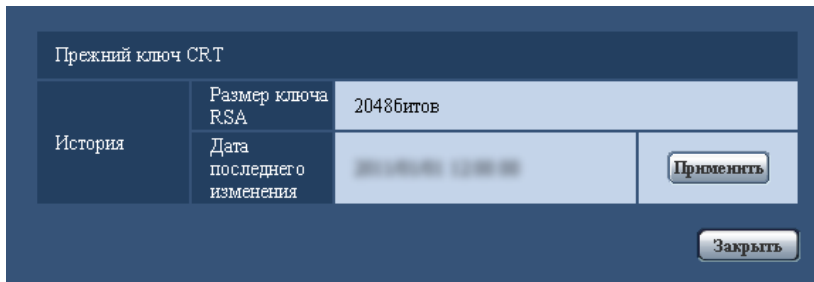 Прежний ключ CRT
История
Размер ключа
RSA
2048битов
Дата
последнего
изменения
Применить
Закрыть